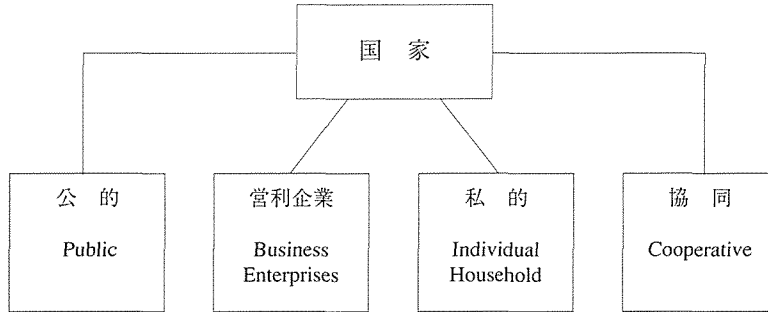 国 家
公 的
Public
営利企業
Business
Enterprises
私 的
Individual
Household
協 同
Cooperative